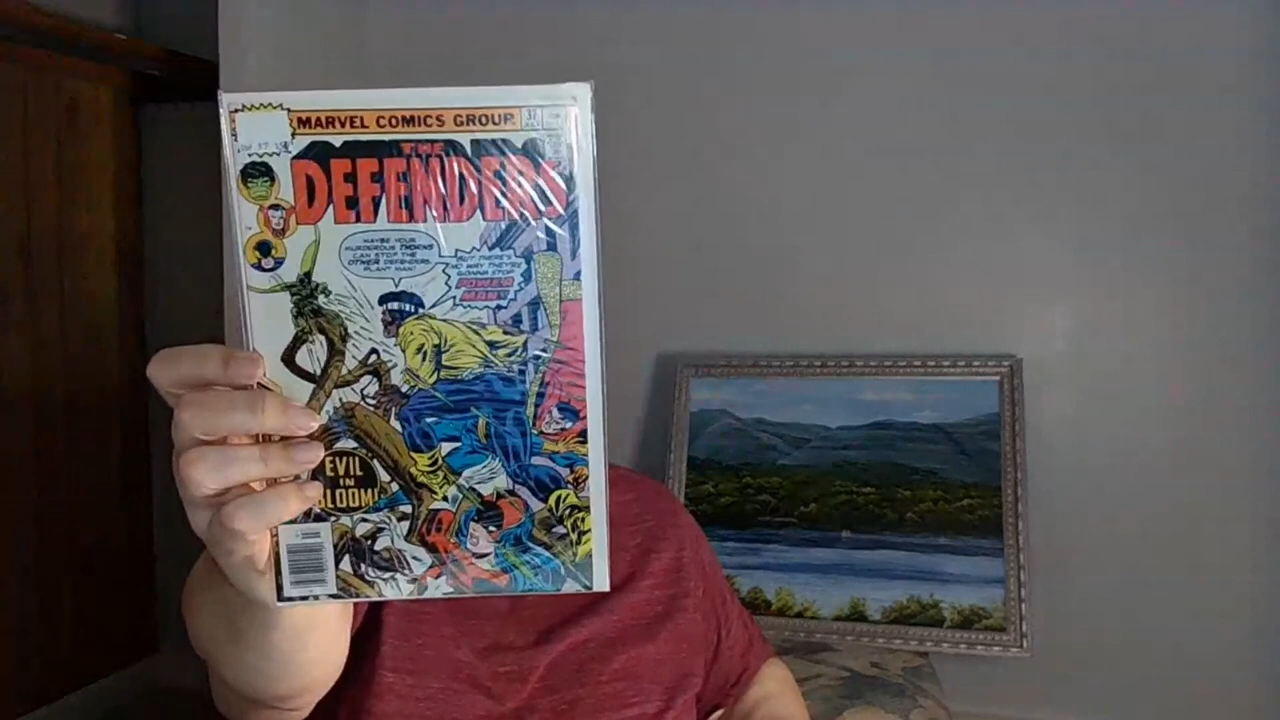 MARVEL COMICS GROUP
37
THE
DEFENDERS
MAYBE YOUR
MURDEROUS THORNS
CAN STOP THE
OTHER DEFENDERS,
PLANT MAN!
BUT THERE'S
NO WAY THEY'RE
GONNA STOP
POWER
MAN!
EVIL
IN
BLOOM!